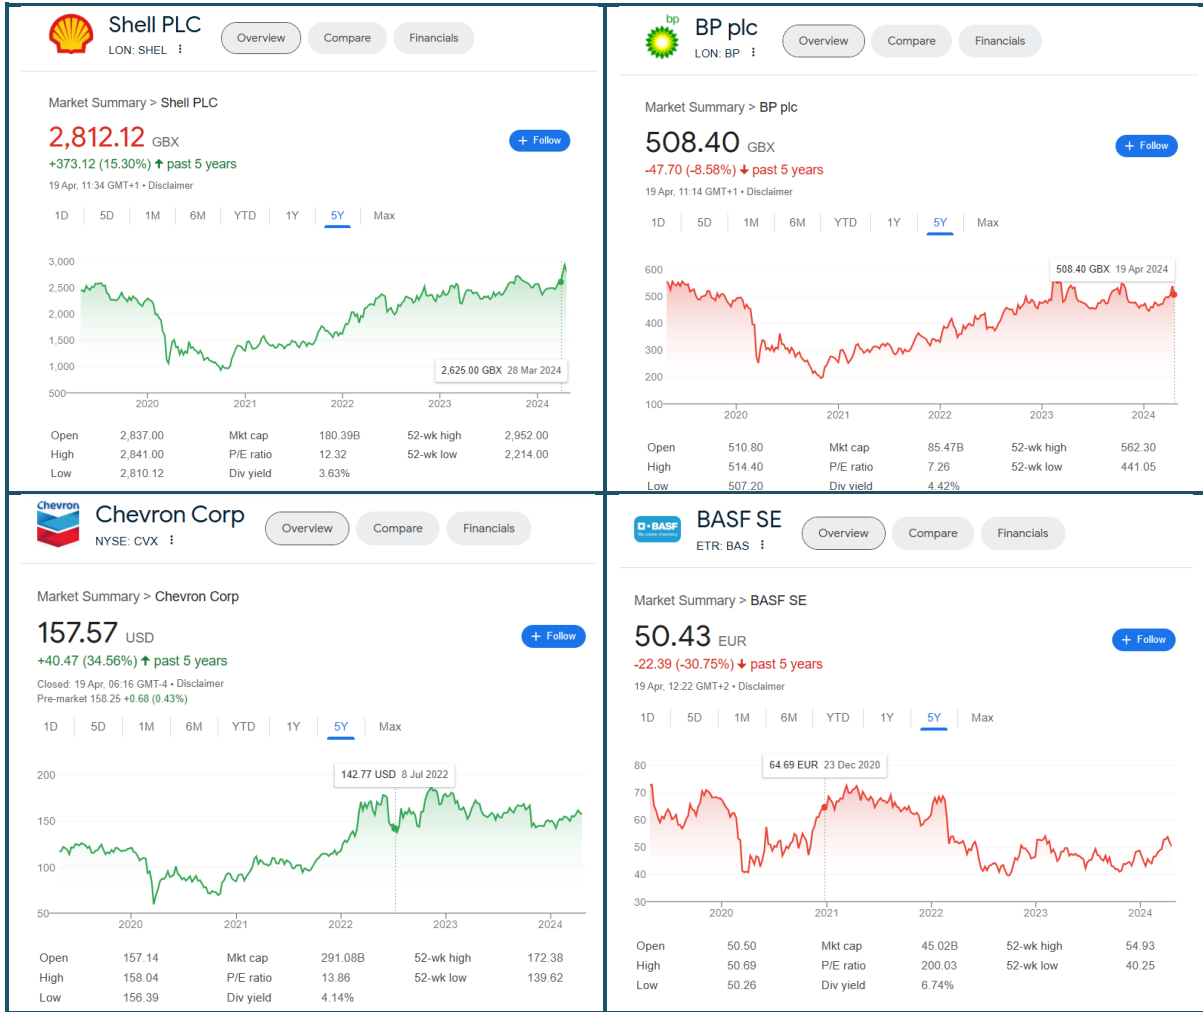 Shell PLC
LON: SHEL
Overview
Compare
Financials
Market Summary > Shell PLC
2,812.12 GBX
+ Follow
+373.12 (15.30%) ↑ past 5 years
19 Apr, 11:34 GMT+1 • Disclaimer
1D 5D 1M 6M YTD 1Y 5Y Max
3,000
2,500
2,000
1,500
1,000
500
2,625.00 GBX 28 Mar 2024
2020 2021 2022 2023 2024
Open 2,837.00 Mkt cap 180.39B 52-wk high 2,952.00
High 2,841.00 P/E ratio 12.32 52-wk low 2,214.00
Low 2,810.12 Div yield 3.63%
bp
BP plc
LON: BP
Overview
Compare
Financials
Market Summary > BP plc
508.40 GBX
+ Follow
-47.70 (-8.58%) ↓ past 5 years
19 Apr, 11:14 GMT+1 • Disclaimer
1D 5D 1M 6M YTD 1Y 5Y Max
508.40 GBX 19 Apr 2024
600
500
400
300
200
100
2020 2021 2022 2023 2024
Open 510.80 Mkt cap 85.47B 52-wk high 562.30
High 514.40 P/E ratio 7.26 52-wk low 441.05
Low 507.20 Div yield 4.42%
Chevron
Chevron Corp
NYSE: CVX
Overview
Compare
Financials
Market Summary > Chevron Corp
157.57 USD
+ Follow
+40.47 (34.56%) ↑ past 5 years
Closed: 19 Apr, 06:16 GMT-4 • Disclaimer
Pre-market 158.25 +0.68 (0.43%)
1D 5D 1M 6M YTD 1Y 5Y Max
142.77 USD 8 Jul 2022
200
150
100
50
2020 2021 2022 2023 2024
Open 157.14 Mkt cap 291.08B 52-wk high 172.38
High 158.04 P/E ratio 13.86 52-wk low 139.62
Low 156.39 Div yield 4.14%
BASF
We create chemistry
BASF SE
ETR: BAS
Overview
Compare
Financials
Market Summary > BASF SE
50.43 EUR
+ Follow
-22.39 (-30.75%) ↓ past 5 years
19 Apr, 12:22 GMT+2 • Disclaimer
1D 5D 1M 6M YTD 1Y 5Y Max
64.69 EUR 23 Dec 2020
80
70
60
50
40
30
2020 2021 2022 2023 2024
Open 50.50 Mkt cap 45.02B 52-wk high 54.93
High 50.69 P/E ratio 200.03 52-wk low 40.25
Low 50.26 Div yield 6.74%